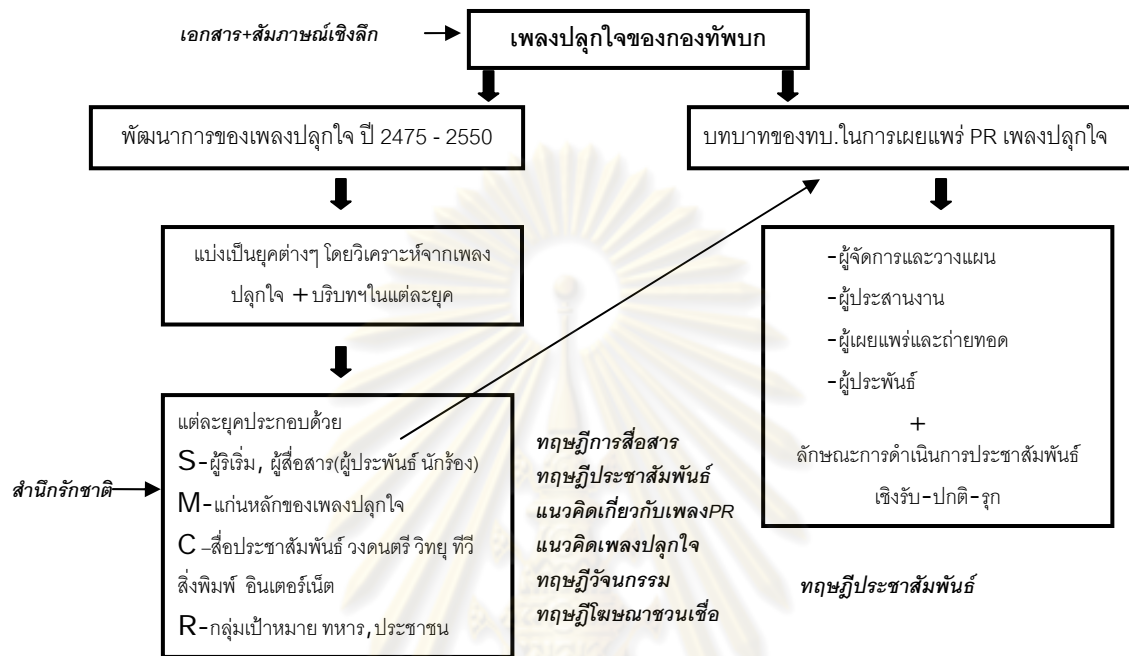 เอกสาร+สัมภาษณ์เชิงลึก
เพลงปลุกใจของกองทัพบก
พัฒนาการของเพลงปลุกใจ ปี 2475 - 2550
บทบาทของทบ.ในการเผยแพร่ PR เพลงปลุกใจ
แบ่งเป็นยุคต่างๆ โดยวิเคราะห์จากเพลง
ปลุกใจ + บริบทฯในแต่ละยุค
-ผู้จัดการและวางแผน
-ผู้ประสานงาน
-ผู้เผยแพร่และถ่ายทอด
-ผู้ประพันธ์
+
ลักษณะการดำเนินการประชาสัมพันธ์
เชิงรับ-ปกติ-รุก
สำนึกรักชาติ
แต่ละยุคประกอบด้วย
S-ผู้ริเริ่ม, ผู้สื่อสาร(ผู้ประพันธ์ นักร้อง)
M-แก่นหลักของเพลงปลุกใจ
C –สื่อประชาสัมพันธ์ วงดนตรี วิทยุ ทีวี
สิ่งพิมพ์ อินเตอร์เน็ต
R-กลุ่มเป้าหมาย ทหาร,ประชาชน
ทฤษฎีการสื่อสาร
ทฤษฎีประชาสัมพันธ์
แนวคิดเกี่ยวกับเพลงPR
แนวคิดเพลงปลุกใจ
ทฤษฎีวัจนกรรม
ทฤษฎีโฆษณาชวนเชื่อ
ทฤษฎีประชาสัมพันธ์